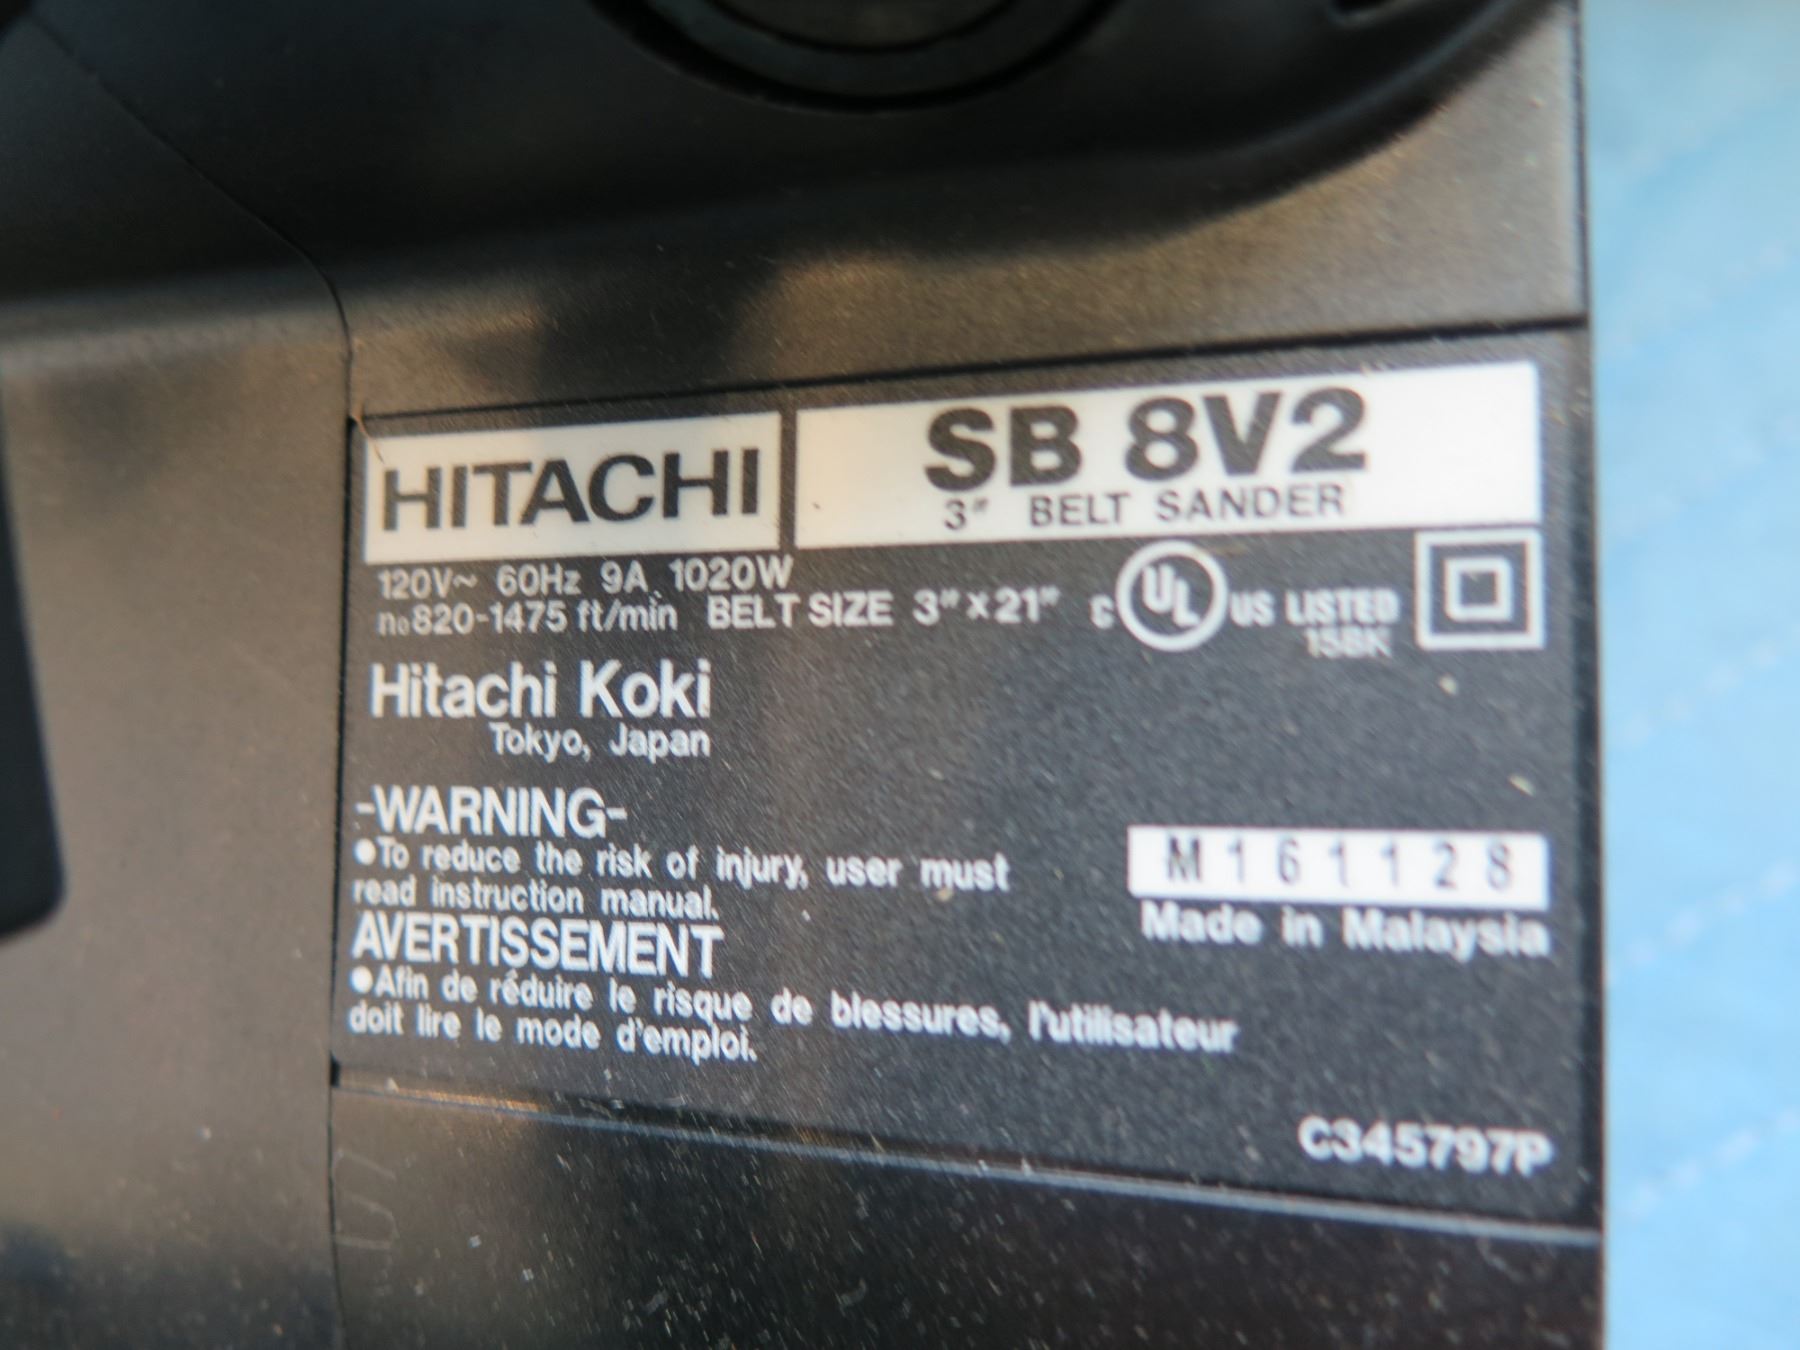 HITACHI
SB 8V2
3" BELT SANDER
120V~ 60Hz 9A 1020W
no820-1475 ft/min BELT SIZE 3"x21"
C UL US LISTED
158K
Hitachi Koki
Tokyo, Japan
-WARNING-
●To reduce the risk of injury, user must
read instruction manual.
M161128
Made in Malaysia
AVERTISSEMENT
●Afin de réduire le risque de blessures, l'utilisateur
doit lire le mode d'emploi.
C345797P